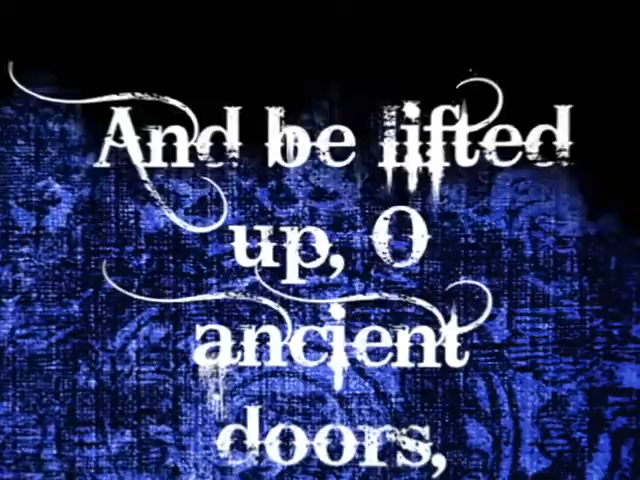 And be lifted
up, O
ancient
doors,